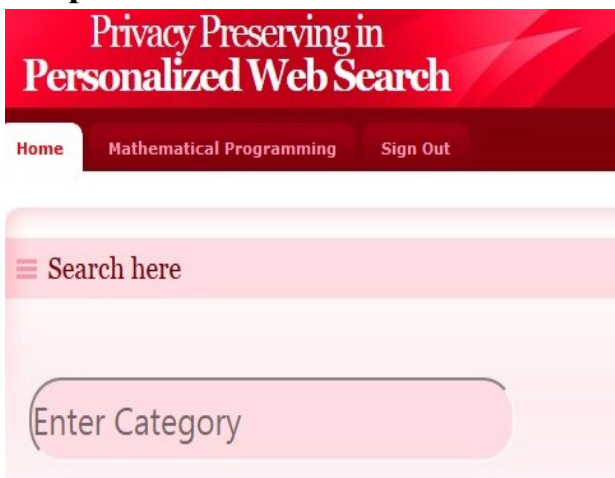 Privacy Preserving in
Personalized Web Search
Home Mathematical Programming Sign Out
Search here
Enter Category